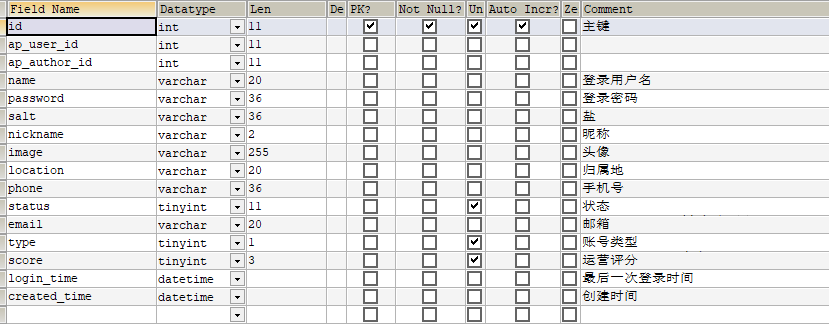 Field Name Datatype Len De PK? Not Null? Un Auto Incr? Ze Comment
id int 11 主键
ap_user_id int 11
ap_author_id int 11
name varchar 20 登录用户名
password varchar 36 登录密码
salt varchar 36 盐
nickname varchar 2 昵称
image varchar 255 头像
location varchar 20 归属地
phone varchar 36 手机号
status tinyint 11 状态
email varchar 20 邮箱
type tinyint 1 账号类型
score tinyint 3 运营评分
login_time datetime 最后一次登录时间
created_time datetime 创建时间